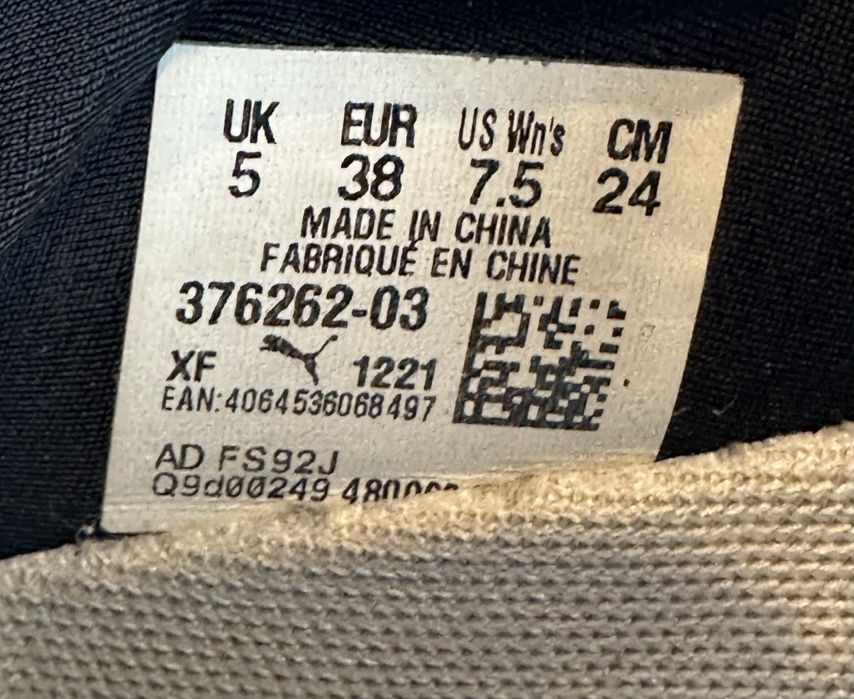 UK EUR US Wn's CM
5 38 7.5 24
MADE IN CHINA
FABRIQUÉ EN CHINE
376262-03
XF 1221
EAN:4064536068497
AD FS92J
Q9d00249